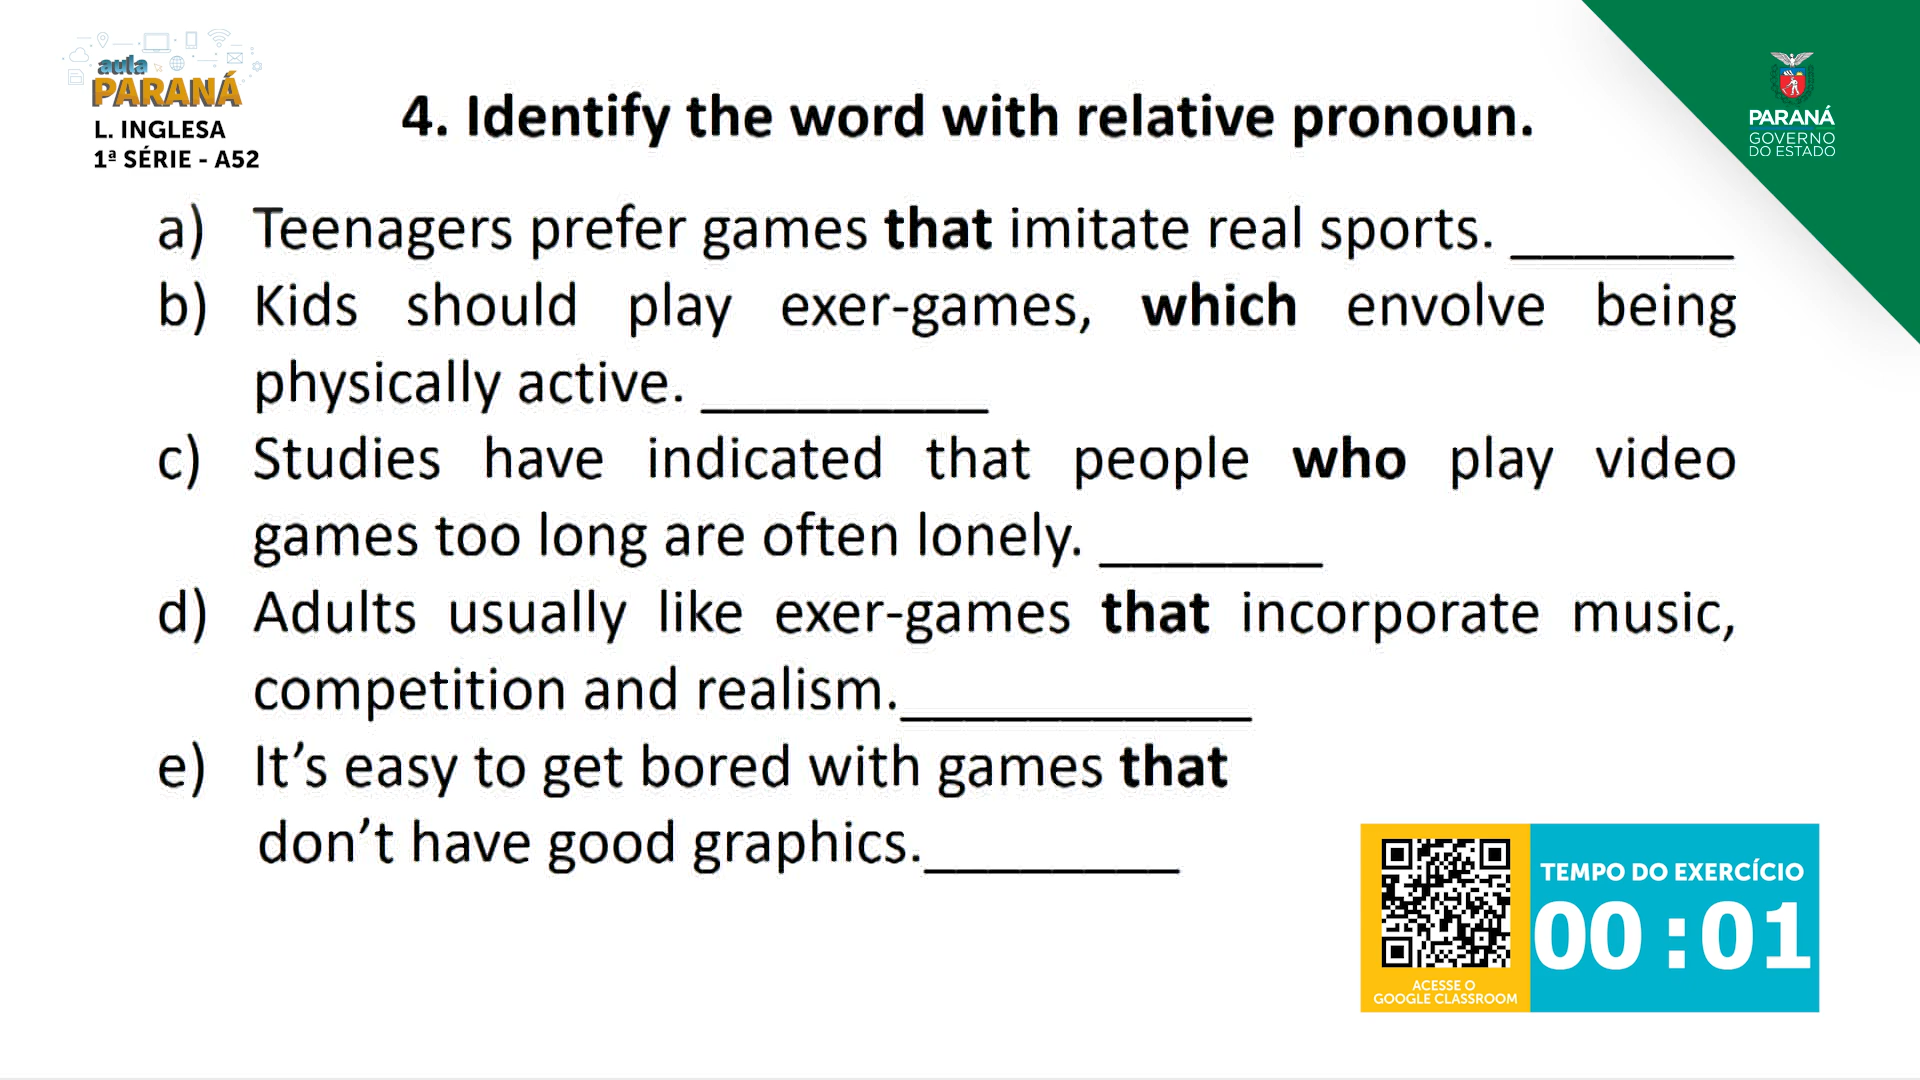 aula
PARANÁ
L. INGLESA
1ª SÉRIE - A52
4. Identify the word with relative pronoun.
PARANÁ
GOVERNO
DO ESTADO
a) Teenagers prefer games that imitate real sports. _______
b) Kids should play exer-games, which envolve being
physically active. _________
c) Studies have indicated that people who play video
games too long are often lonely. _______
d) Adults usually like exer-games that incorporate music,
competition and realism.___________
e) It’s easy to get bored with games that
don’t have good graphics.________
TEMPO DO EXERCÍCIO
00:01
ACESSE O
GOOGLE CLASSROOM